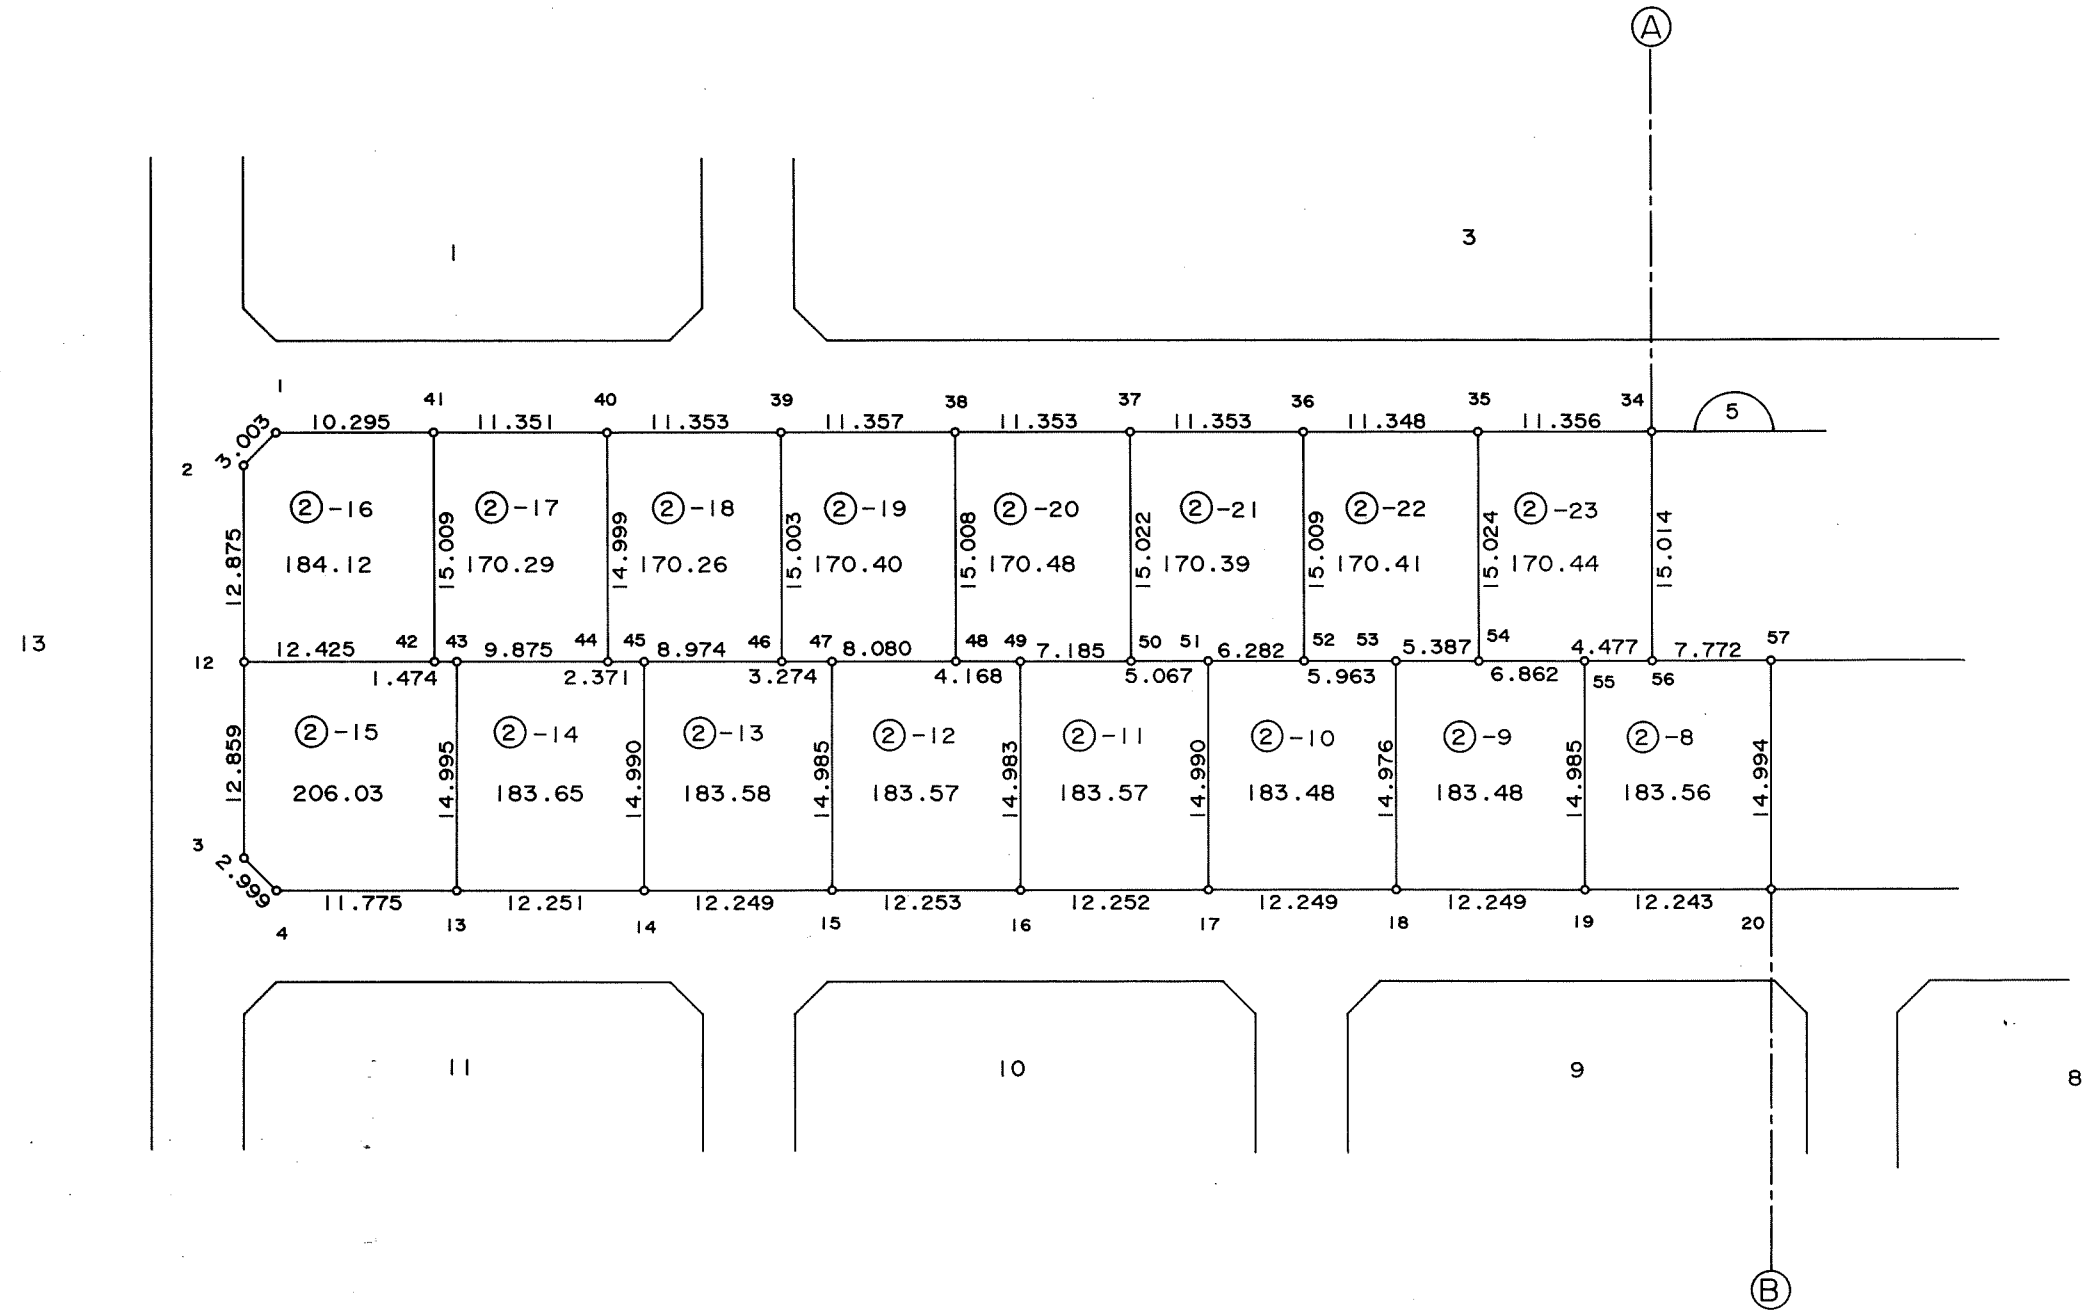 A
1
3
1 41 40 39 38 37 36 35 34 5
3.003 10.295 11.351 11.353 11.357 11.353 11.353 11.348 11.356
2
②-16 ②-17 ②-18 ②-19 ②-20 ②-21 ②-22 ②-23
12.875 15.009 14.999 15.003 15.008 15.022 15.009 15.024 15.014
184.12 170.29 170.26 170.40 170.48 170.39 170.41 170.44
13
42 43 44 45 46 47 48 49 50 51 52 53 54 57
12 12.425 9.875 8.974 8.080 7.185 6.282 5.387 4.477 7.772
1.474 2.371 3.274 4.168 5.067 5.963 6.862 55 56
②-15 ②-14 ②-13 ②-12 ②-11 ②-10 ②-9 ②-8
12.859 14.995 14.990 14.985 14.983 14.990 14.976 14.985 14.994
206.03 183.65 183.58 183.57 183.57 183.48 183.48 183.56
3
2.999 11.775 12.251 12.249 12.253 12.252 12.249 12.249 12.243
4 13 14 15 16 17 18 19 20
11 10 9 8
B